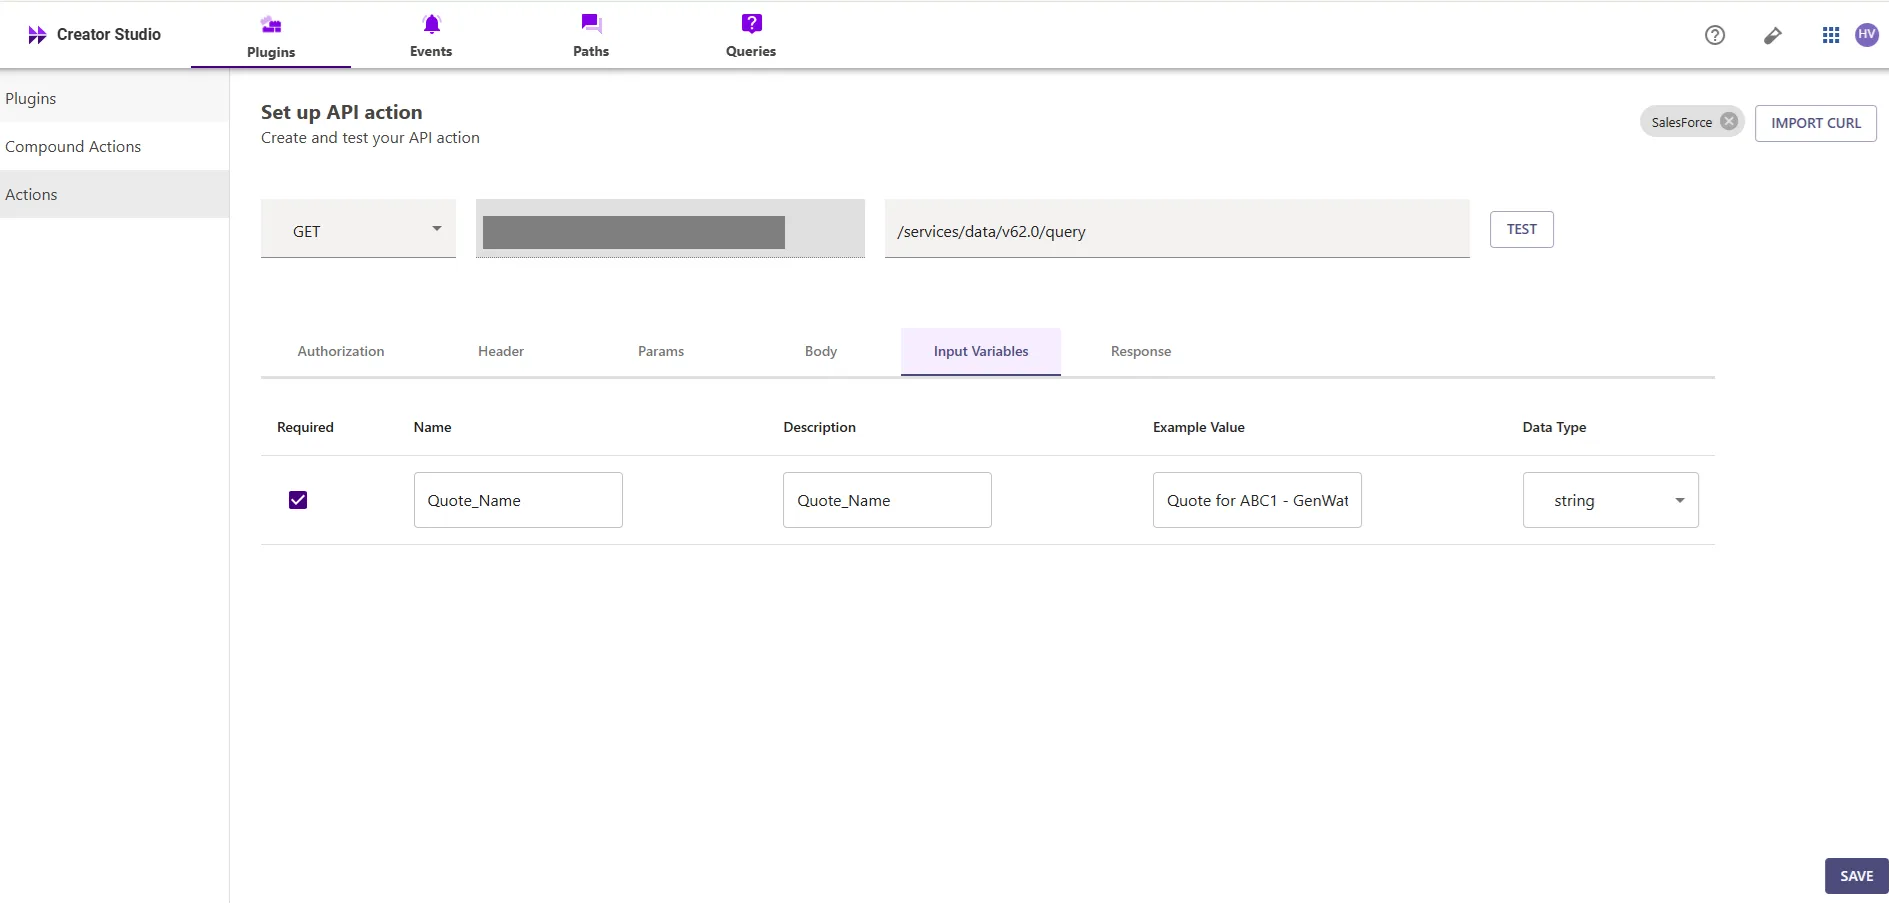 Creator Studio
Plugins
Events
Paths
Queries
?
?
HV
Plugins
Compound Actions
Actions
Set up API action
Create and test your API action
SalesForce
IMPORT CURL
GET
/services/data/v62.0/query
TEST
Authorization Header Params Body Input Variables Response
Required Name Description Example Value Data Type
Quote_Name Quote_Name Quote for ABC1 - GenWat string
SAVE